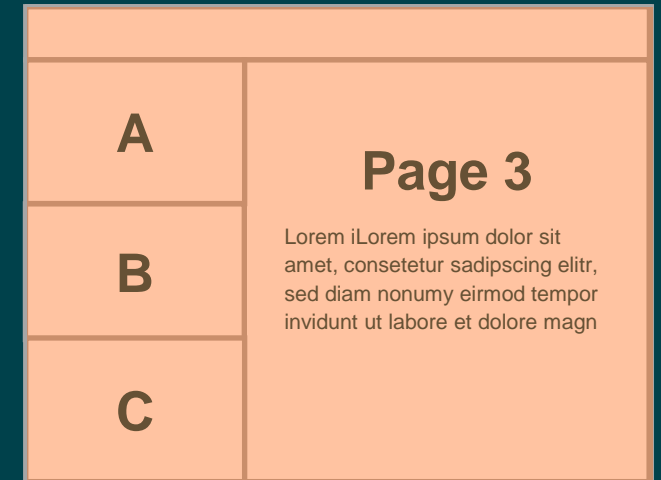 A
B
C
Page 3
Lorem iLorem ipsum dolor sit
amet, consetetur sadipscing elitr,
sed diam nonumy eirmod tempor
invidunt ut labore et dolore magn